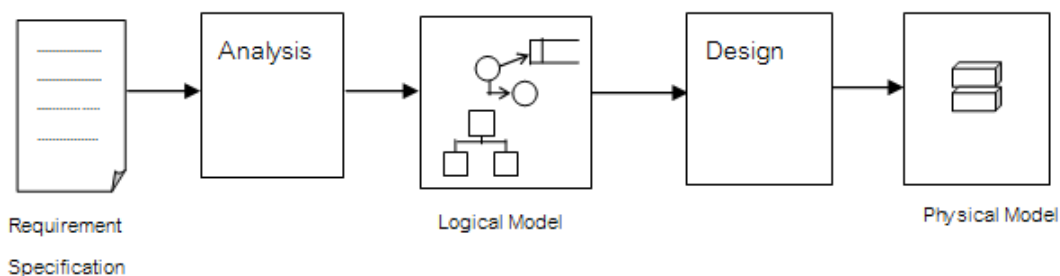 Analysis
Design
Requirement
Specification
Logical Model
Physical Model